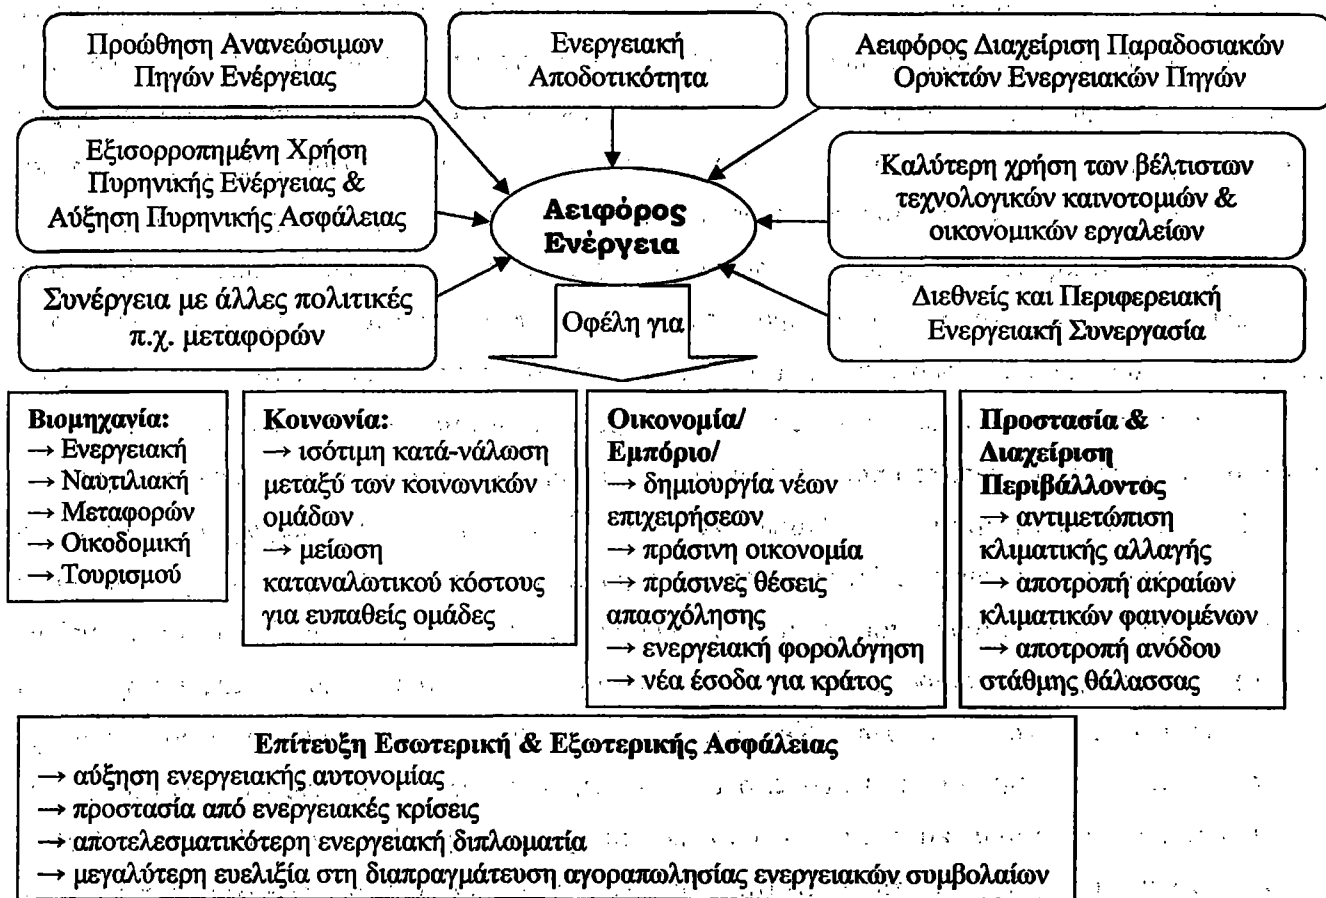 Προώθηση Ανανεώσιμων
Πηγών Ενέργειας
Ενεργειακή
Αποδοτικότητα
Αειφόρος Διαχείριση Παραδοσιακών
Ορυκτών Ενεργειακών Πηγών
Εξισορροπημένη Χρήση
Πυρηνικής Ενέργειας &
Αύξηση Πυρηνικής Ασφάλειας
Αειφόρος
Ενέργεια
Καλύτερη χρήση των βέλτιστων
τεχνολογικών καινοτομιών &
οικονομικών εργαλείων
Συνέργεια με άλλες πολιτικές
π.χ. μεταφορών
Διεθνείς και Περιφερειακή
Ενεργειακή Συνεργασία
Οφέλη για
Βιομηχανία:
→ Ενεργειακή
→ Ναυτιλιακή
→ Μεταφορών
→ Οικοδομική
→ Τουρισμού
Κοινωνία:
→ ισότιμη κατά-νάλωση
μεταξύ των κοινωνικών
ομάδων
→ μείωση
καταναλωτικού κόστους
για ευπαθείς ομάδες
Οικονομία/
Εμπόριο/
→ δημιουργία νέων
επιχειρήσεων
→ πράσινη οικονομία
→ πράσινες θέσεις
απασχόλησης
→ ενεργειακή φορολόγηση
→ νέα έσοδα για κράτος
Προστασία &
Διαχείριση
Περιβάλλοντος
→ αντιμετώπιση
κλιματικής αλλαγής
→ αποτροπή ακραίων
κλιματικών φαινομένων
→ αποτροπή ανόδου
στάθμης θάλασσας
Επίτευξη Εσωτερική & Εξωτερικής Ασφάλειας
→ αύξηση ενεργειακής αυτονομίας
→ προστασία από ενεργειακές κρίσεις
→ αποτελεσματικότερη ενεργειακή διπλωματία
→ μεγαλύτερη ευελιξία στη διαπραγμάτευση αγοραπωλησίας ενεργειακών συμβολαίων